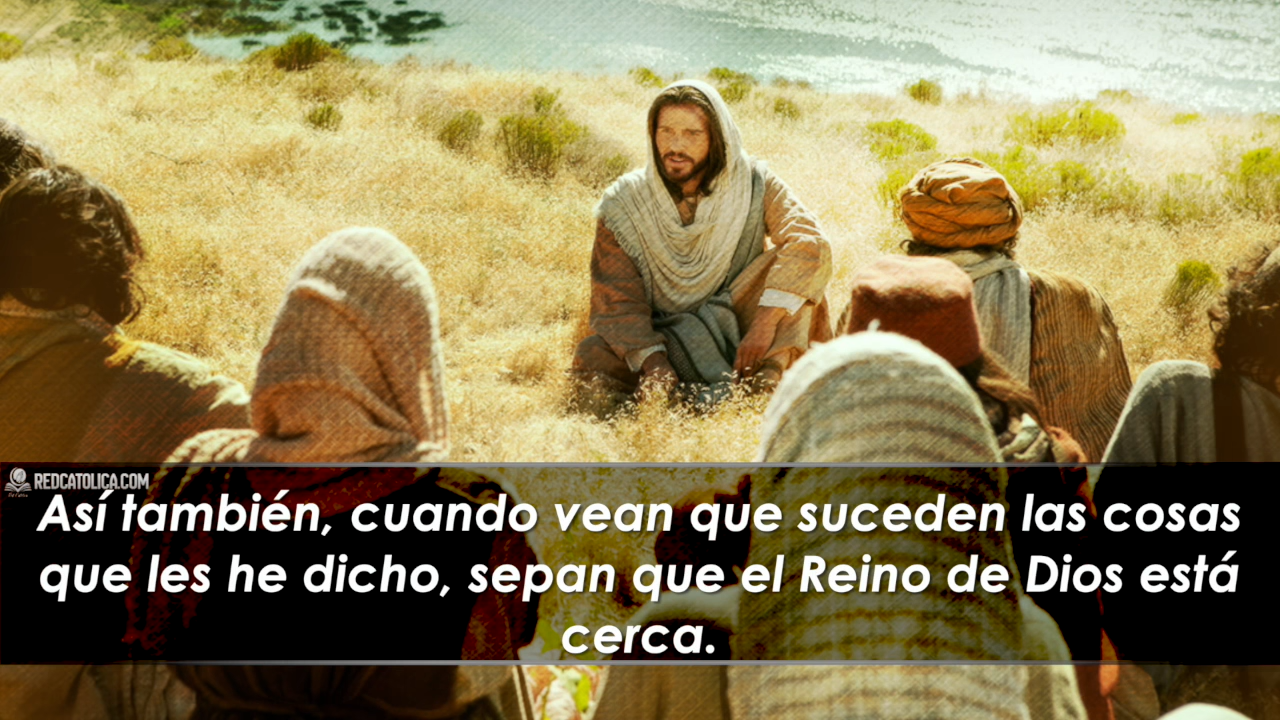 REDCATOLICA.COM
Así también, cuando vean que suceden las cosas
que les he dicho, sepan que el Reino de Dios está
cerca.